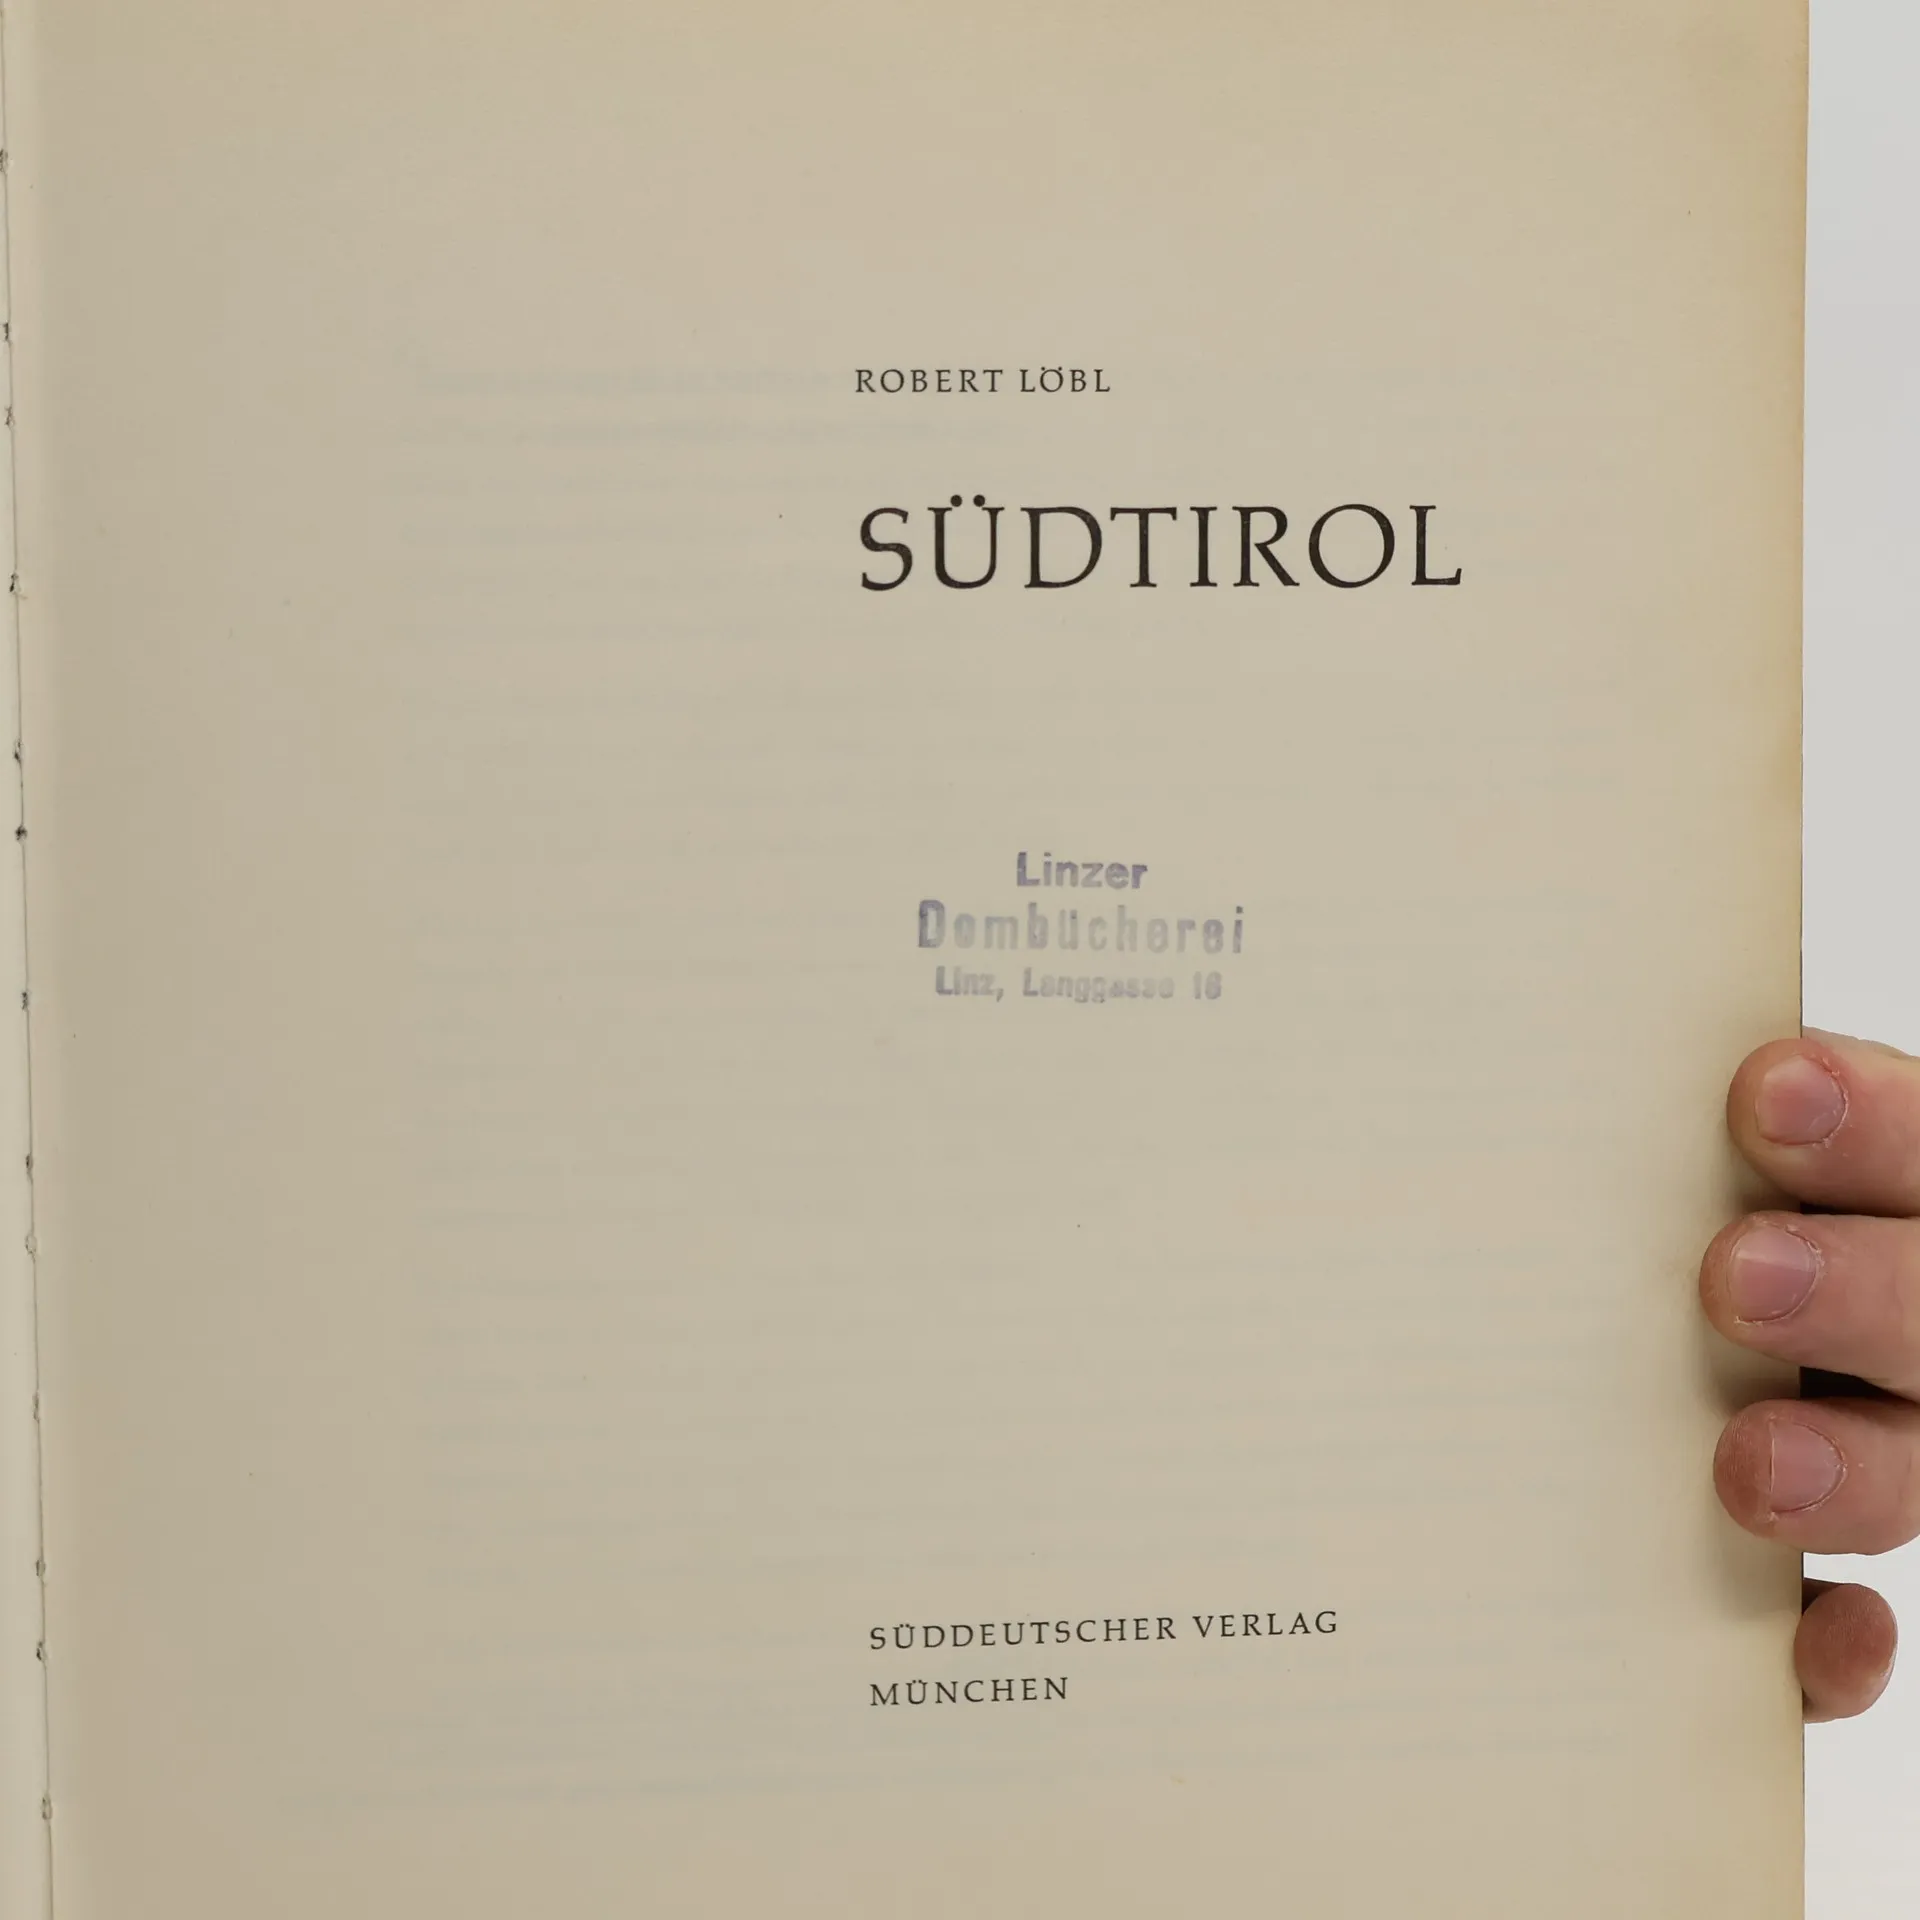 ROBERT LÖBL
SÜDTIROL
Linzer
Dombücherei
Linz, Langgasse 16
SÜDDEUTSCHER VERLAG
MÜNCHEN